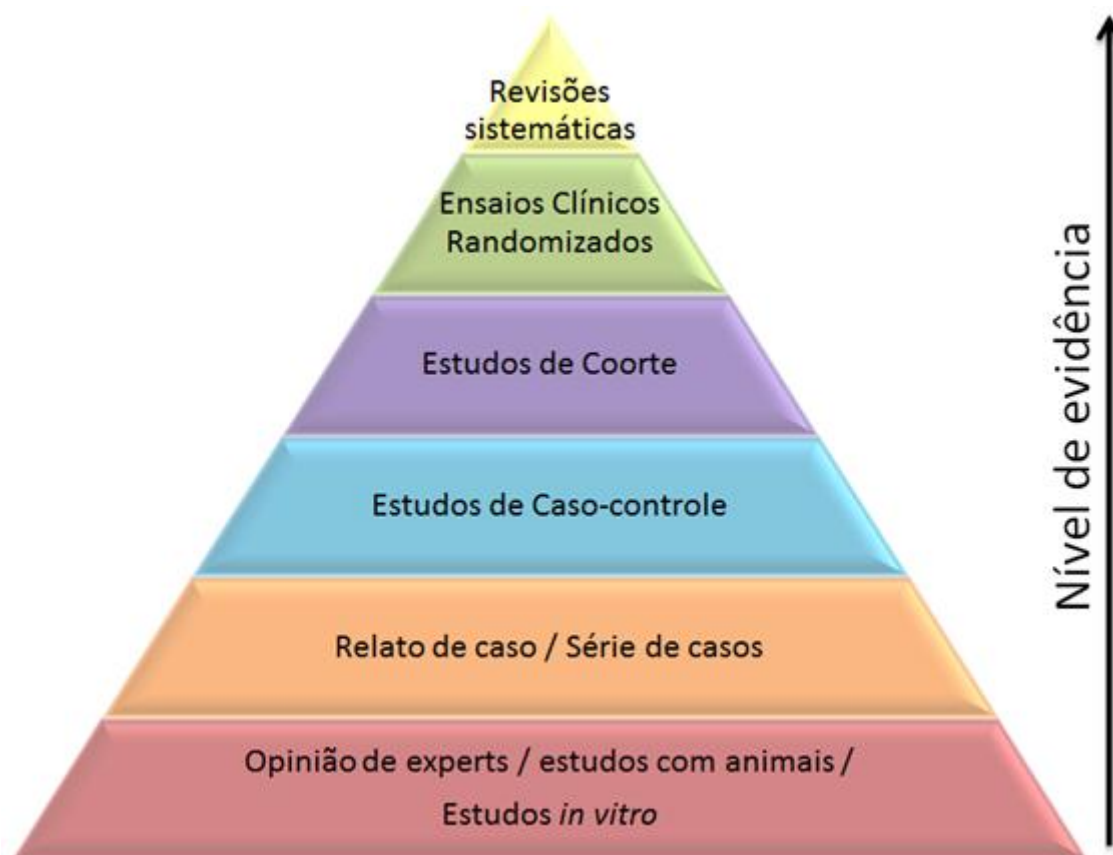 Revisões
sistemáticas
Ensaios Clínicos
Randomizados
Estudos de Coorte
Estudos de Caso-controle
Relato de caso / Série de casos
Opinião de experts / estudos com animais /
Estudos in vitro
Nível de evidência